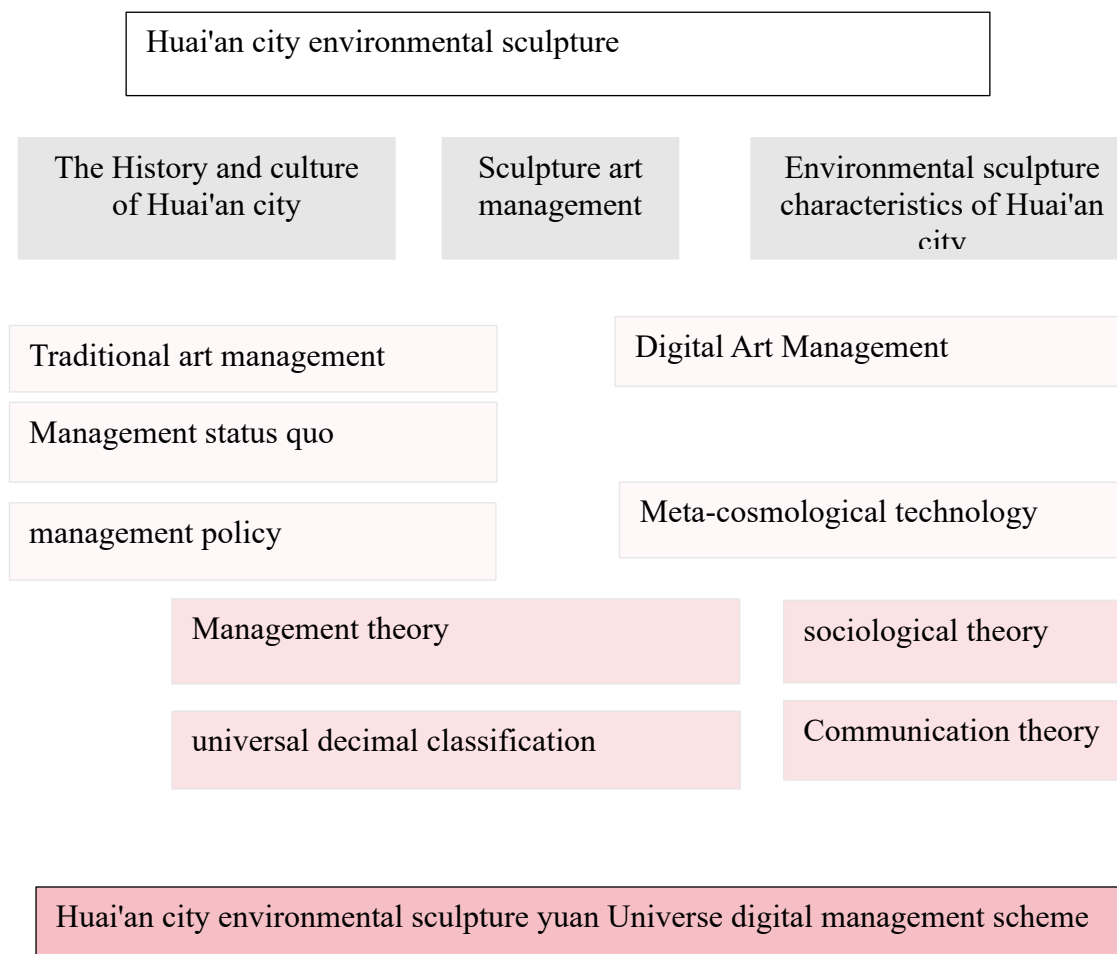 Huai'an city environmental sculpture
The History and culture
of Huai'an city
Sculpture art
management
Environmental sculpture
characteristics of Huai'an
city
Traditional art management
Digital Art Management
Management status quo
management policy
Meta-cosmological technology
Management theory
sociological theory
universal decimal classification
Communication theory
Huai'an city environmental sculpture yuan Universe digital management scheme